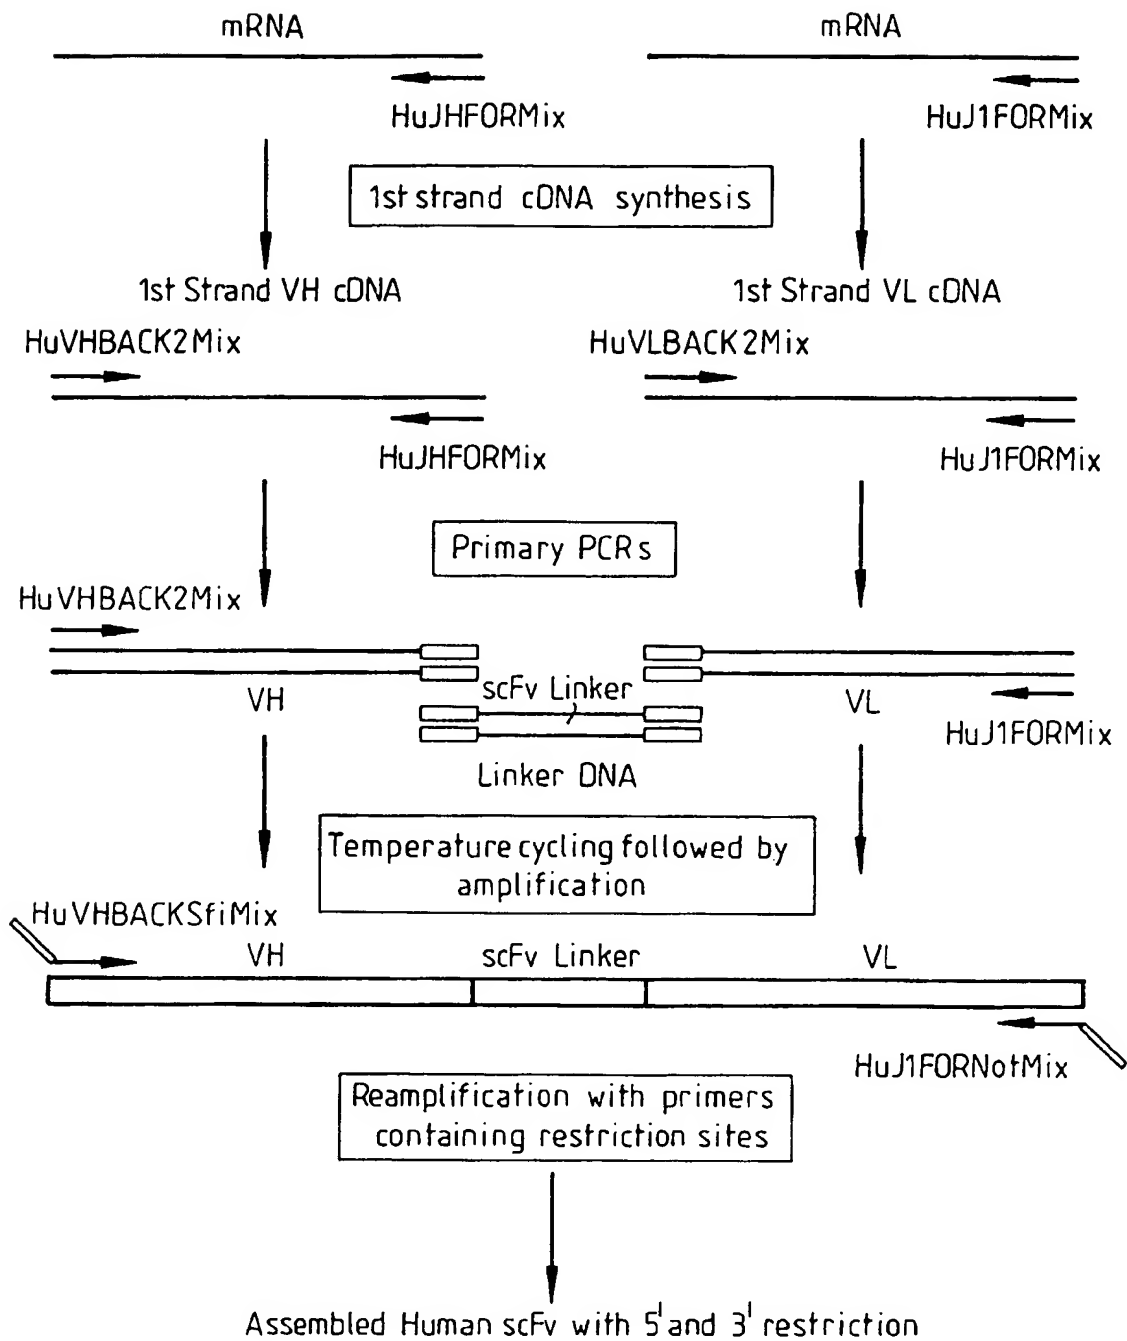 mRNA
mRNA
HuJHFORMix
HuJ1FORMix
1st strand cDNA synthesis
1st Strand VH cDNA
1st Strand VL cDNA
HuVHBACK2Mix
HuVLBACK2Mix
HuJHFORMix
HuJ1FORMix
Primary PCRs
HuVHBACK2Mix
VH
scFv Linker
VL
HuJ1FORMix
Linker DNA
Temperature cycling followed by
amplification
HuVHBACKSfiMix
VH
scFv Linker
VL
HuJ1FORNotMix
Reamplification with primers
containing restriction sites
Assembled Human scFv with 5' and 3' restriction